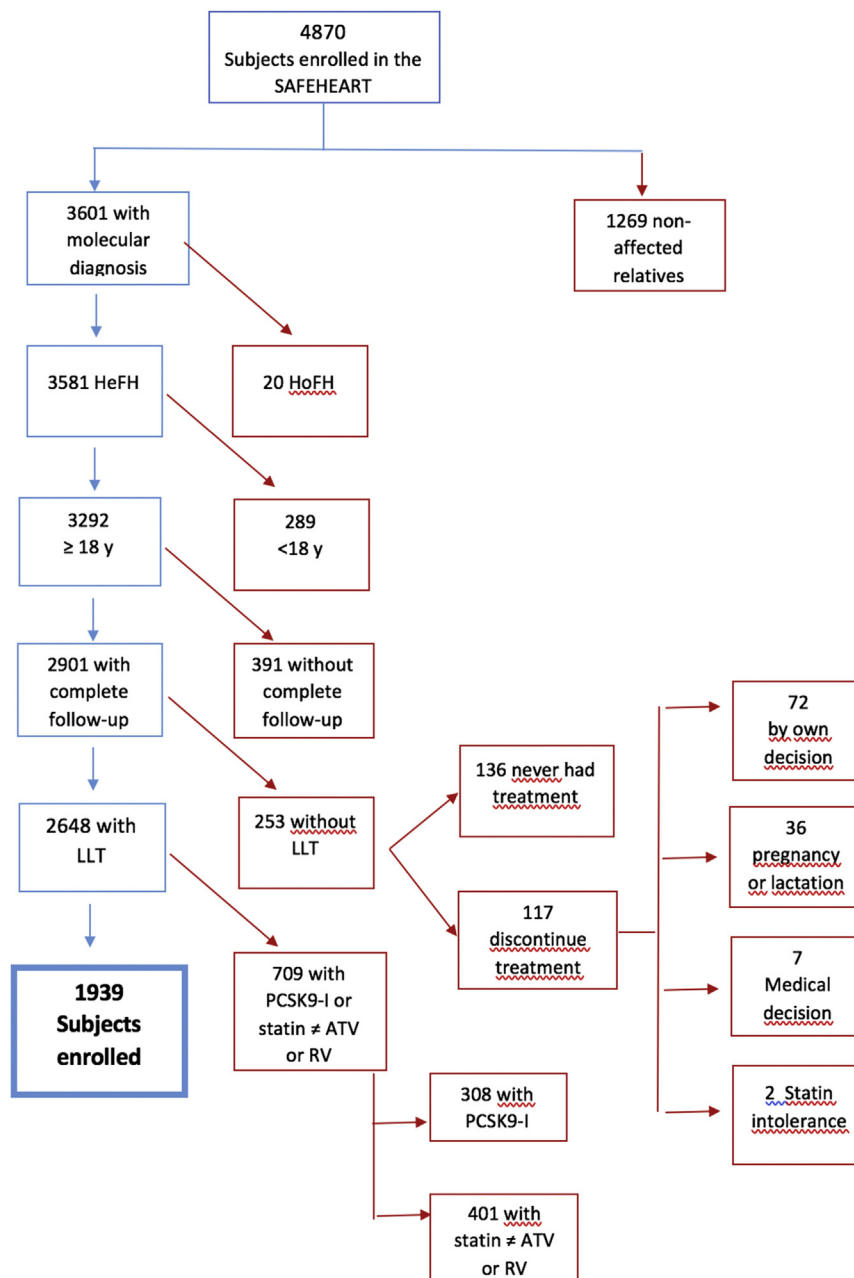 4870
Subjects enrolled in the
SAFEHEART
3601 with
molecular
diagnosis
1269 non-
affected
relatives
3581 HeFH
20 HoFH
3292
≥ 18 y
289
<18 y
2901 with
complete
follow-up
391 without
complete
follow-up
72
by own
decision
136 never had
treatment
2648 with
LLT
253 without
LLT
36
pregnancy
or lactation
117
discontinue
treatment
7
Medical
decision
1939
Subjects
enrolled
709 with
PCSK9-I or
statin ≠ ATV
or RV
308 with
PCSK9-I
2 Statin
intolerance
401 with
statin ≠ ATV
or RV